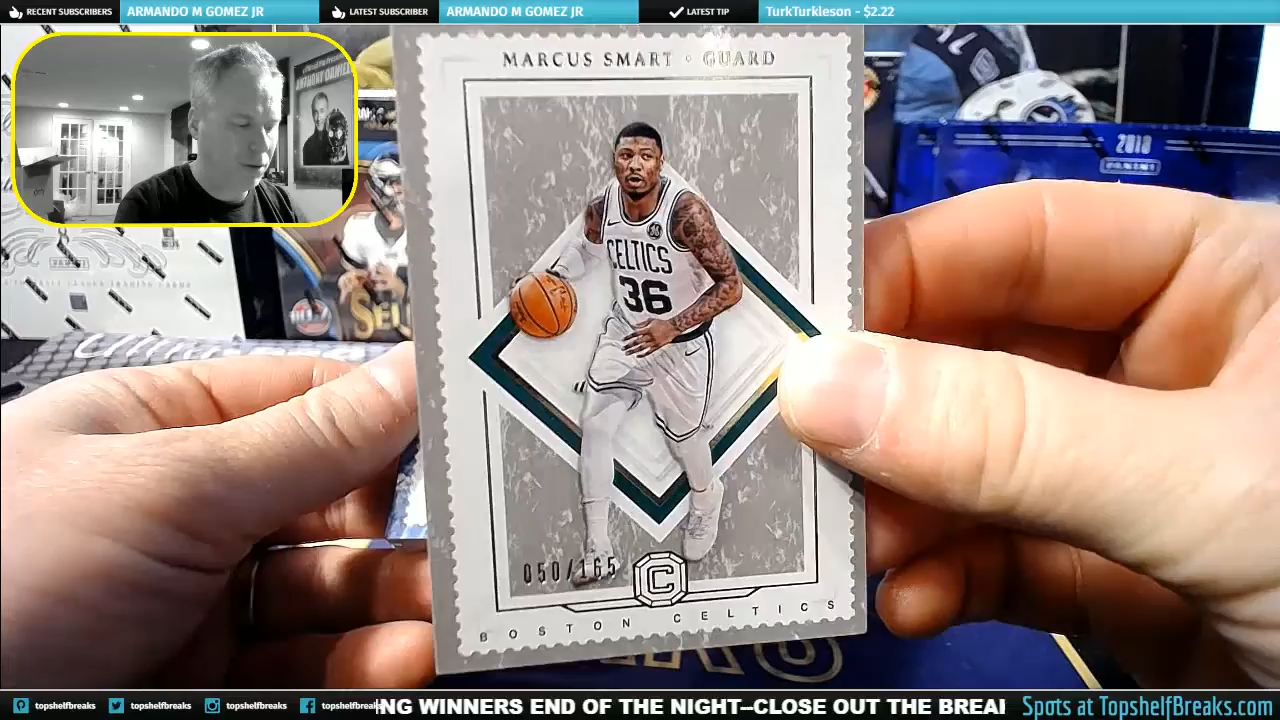 RECENT SUBSCRIBERS
ARMANDO M GOMEZ JR
LATEST SUBSCRIBER
ARMANDO M GOMEZ JR
LATEST TIP
TurkTurkleson - $2.22
MARCUS SMART · GUARD
CELTICS
36
050/165
C
BOSTON CELTICS
2018
PANINI
topshelfbreaks
topshelfbreaks
topshelfbreaks
topshelfbreaks
NG WINNERS END OF THE NIGHT--CLOSE OUT THE BREA
Spots at TopshelfBreaks.com